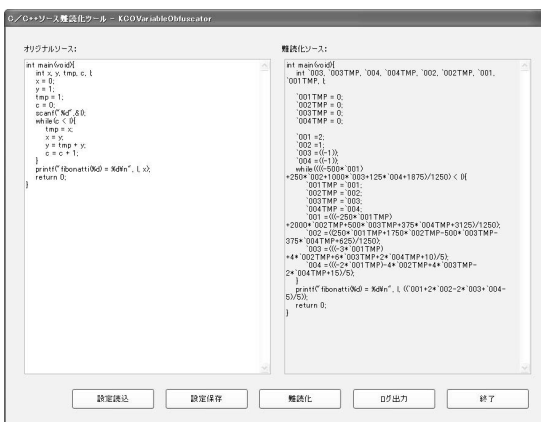 C／C++ソース難読化ツール － KCOVariableObfuscator
オリジナルソース:
int main(void){
int x, y, tmp, c, l;
x = 0;
y = 1;
tmp = 1;
c = 0;
scanf("%d",&l);
while(c < l){
tmp = x;
x = y;
y = tmp + y;
c = c + 1;
}
printf("fibonatti(%d) = %d¥n", l, x);
return 0;
}
難読化ソース:
int main(void){
int `003, `003TMP, `004, `004TMP, `002, `002TMP, `001,
`001TMP, l;
`001TMP = 0;
`002TMP = 0;
`003TMP = 0;
`004TMP = 0;
`001 =2;
`002 =1;
`003 =((-1));
`004 =((-1));
while((((-500*`001)
+250*`002+1000*`003+125*`004+1875)/1250) < l){
`001TMP =`001;
`002TMP =`002;
`003TMP =`003;
`004TMP =`004;
`001 =(((-250*`001TMP)
+2000*`002TMP+500*`003TMP+375*`004TMP+3125)/1250);
`002 =((250*`001TMP+1750*`002TMP-500*`003TMP-
375*`004TMP+625)/1250);
`003 =(((-3*`001TMP)
+4*`002TMP+6*`003TMP+2*`004TMP+10)/5);
`004 =(((-2*`001TMP)-4*`002TMP+4*`003TMP-
2*`004TMP+15)/5);
}
printf("fibonatti(%d) = %d¥n", l, ((`001+2*`002-2*`003+`004-
5)/5));
return 0;
}
設定読込
設定保存
難読化
ログ出力
終了